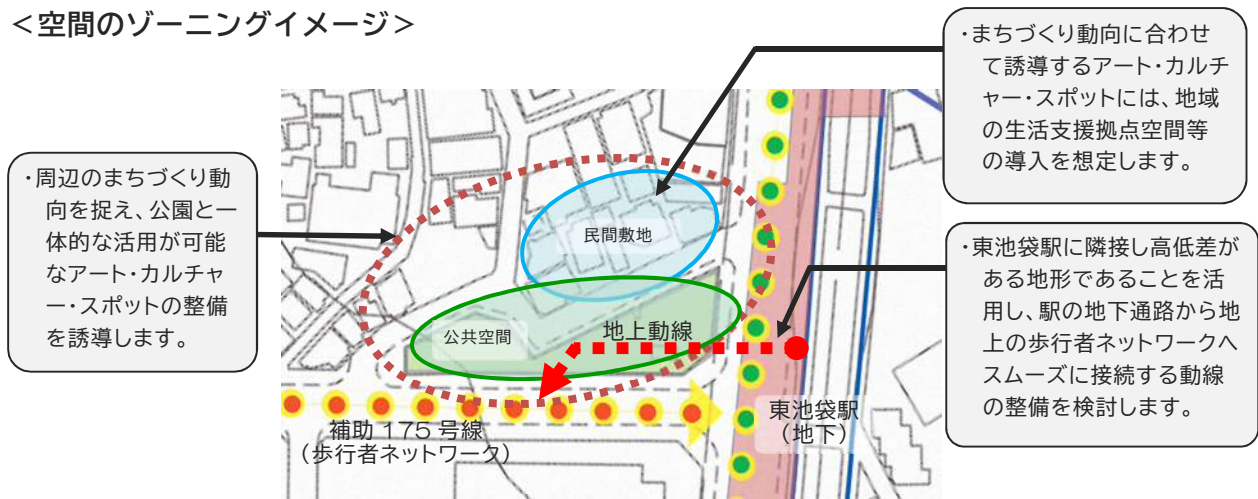 ＜空間のゾーニングイメージ＞
・まちづくり動向に合わせ
て誘導するアート・カルチ
ャー・スポットには、地域
の生活支援拠点空間等
の導入を想定します。
・周辺のまちづくり動
向を捉え、公園と一
体的な活用が可能
なアート・カルチャ
ー・スポットの整備
を誘導します。
民間敷地
・東池袋駅に隣接し高低差が
ある地形であることを活
用し、駅の地下通路から地
上の歩行者ネットワークへ
スムーズに接続する動線
の整備を検討します。
公共空間
地上動線
東池袋駅
（地下）
補助 175 号線
（歩行者ネットワーク）